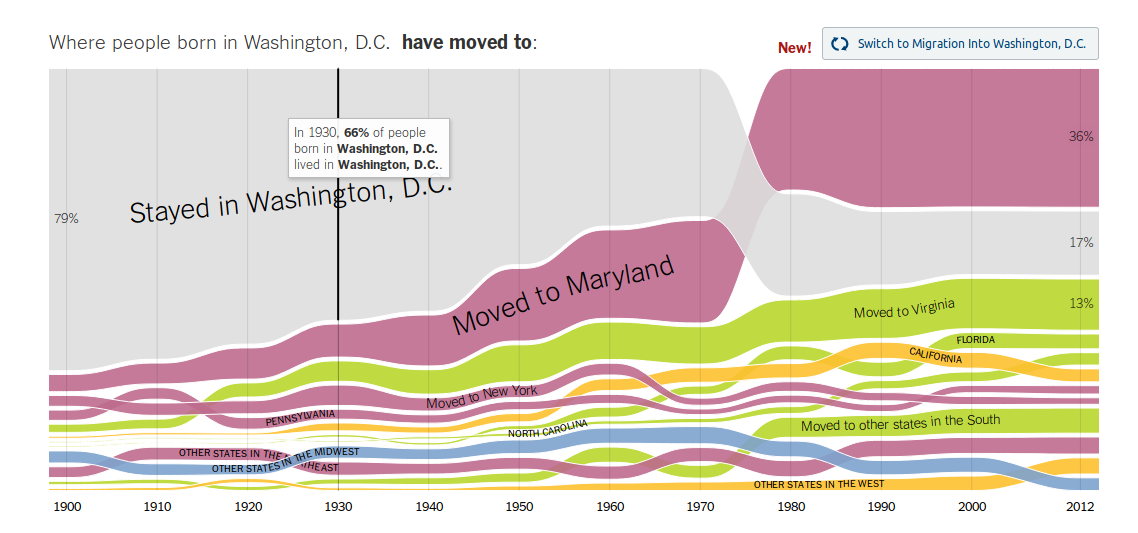 Where people born in Washington, D.C. have moved to:
New!
Switch to Migration Into Washington, D.C.
In 1930, 66% of people
born in Washington, D.C.
lived in Washington, D.C..
Stayed in Washington, D.C.
79%
36%
17%
13%
Moved to Maryland
Moved to Virginia
FLORIDA
CALIFORNIA
Moved to New York
PENNSYLVANIA
NORTH CAROLINA
Moved to other states in the South
OTHER STATES IN THE
HEAST
OTHER STATES IN THE MIDWEST
OTHER STATES IN THE WEST
1900 1910 1920 1930 1940 1950 1960 1970 1980 1990 2000 2012